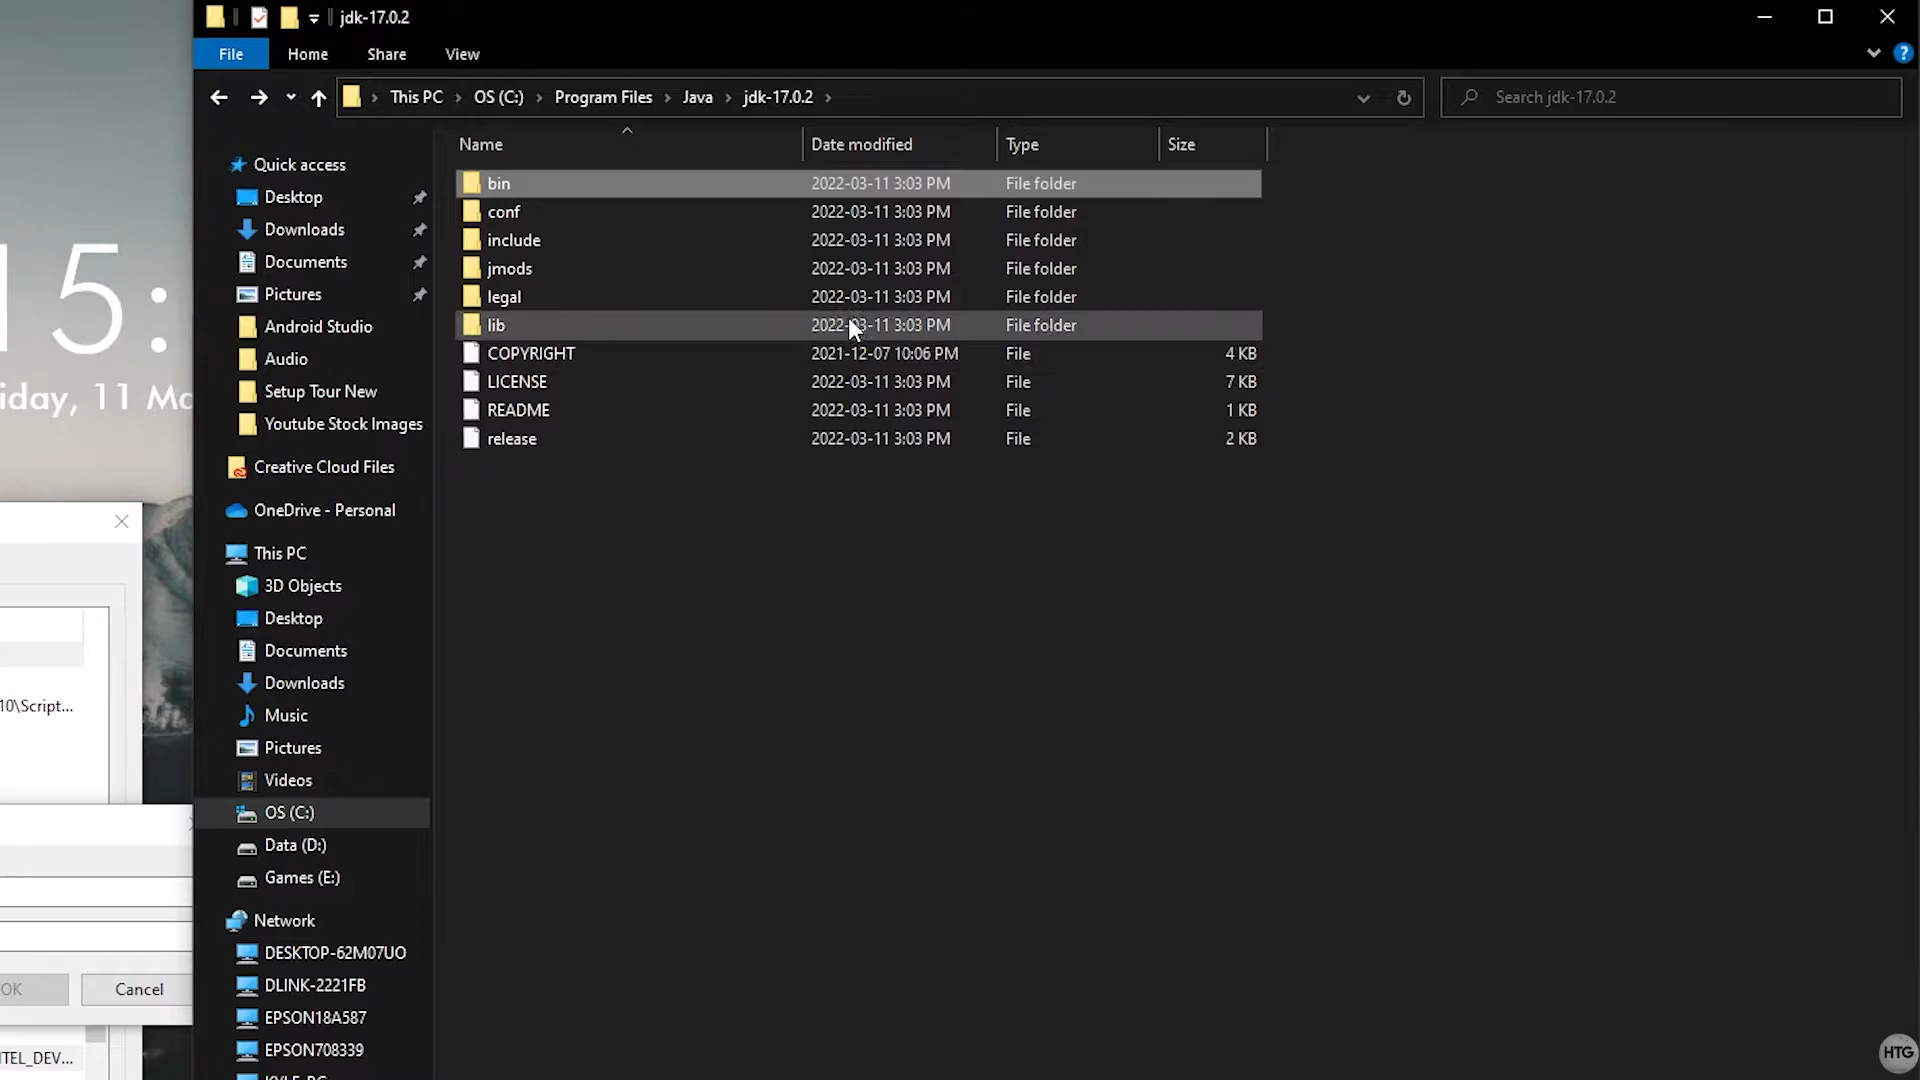 jdk-17.0.2
File Home Share View
This PC OS (C:) Program Files Java jdk-17.0.2
Search jdk-17.0.2
Name Date modified Type Size
bin 2022-03-11 3:03 PM File folder
conf 2022-03-11 3:03 PM File folder
include 2022-03-11 3:03 PM File folder
jmods 2022-03-11 3:03 PM File folder
legal 2022-03-11 3:03 PM File folder
lib 2022-03-11 3:03 PM File folder
COPYRIGHT 2021-12-07 10:06 PM File 4 KB
LICENSE 2022-03-11 3:03 PM File 7 KB
README 2022-03-11 3:03 PM File 1 KB
release 2022-03-11 3:03 PM File 2 KB
Quick access
Desktop
Downloads
Documents
Pictures
Android Studio
Audio
Setup Tour New
Youtube Stock Images
Creative Cloud Files
OneDrive - Personal
This PC
3D Objects
Desktop
Documents
Downloads
Music
Pictures
Videos
OS (C:)
Data (D:)
Games (E:)
Network
DESKTOP-62M07UO
DLINK-2221FB
EPSON18A587
EPSON708339
15:
iday, 11 Ma
10\Script...
OK Cancel
TEL_DEV...
HTG